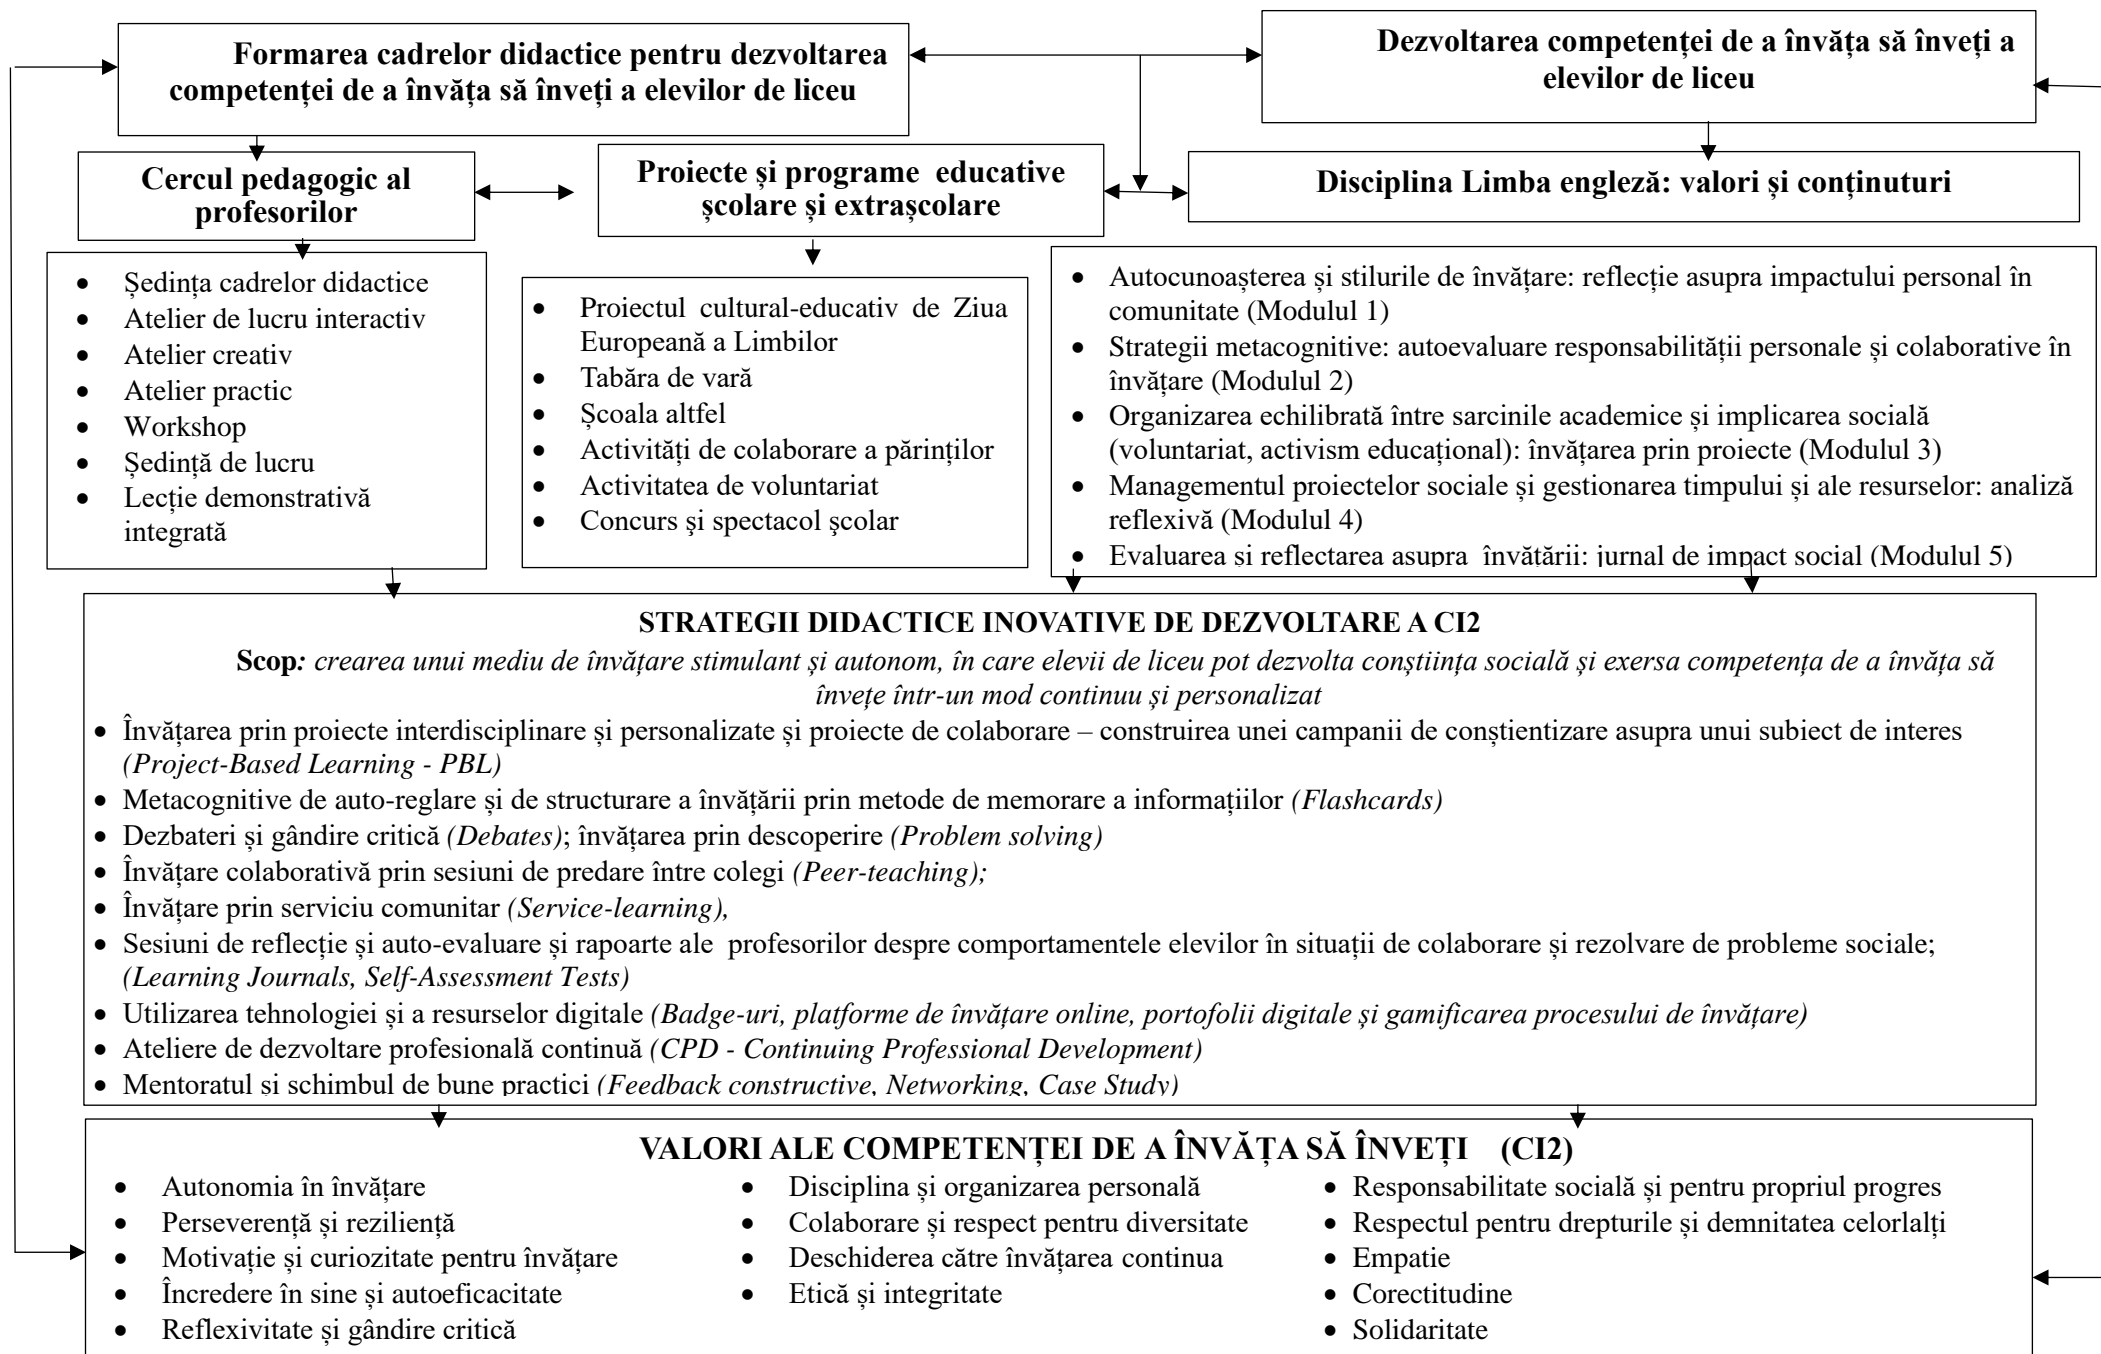 Formarea cadrelor didactice pentru dezvoltarea
competenței de a învăța să înveți a elevilor de liceu
Dezvoltarea competenței de a învăța să înveți a
elevilor de liceu
Cercul pedagogic al
profesorilor
Proiecte și programe educative
școlare și extrașcolare
Disciplina Limba engleză: valori și conținuturi
• Ședința cadrelor didactice
• Atelier de lucru interactiv
• Atelier creativ
• Atelier practic
• Workshop
• Ședință de lucru
• Lecție demonstrativă
integrată
• Proiectul cultural-educativ de Ziua
Europeană a Limbilor
• Tabăra de vară
• Școala altfel
• Activități de colaborare a părinților
• Activitatea de voluntariat
• Concurs şi spectacol şcolar
• Autocunoașterea și stilurile de învățare: reflecție asupra impactului personal în
comunitate (Modulul 1)
• Strategii metacognitive: autoevaluare responsabilității personale și colaborative în
învățare (Modulul 2)
• Organizarea echilibrată între sarcinile academice și implicarea socială
(voluntariat, activism educațional): învățarea prin proiecte (Modulul 3)
• Managementul proiectelor sociale și gestionarea timpului și ale resurselor: analiză
reflexivă (Modulul 4)
• Evaluarea și reflectarea asupra învățării: jurnal de impact social (Modulul 5)
STRATEGII DIDACTICE INOVATIVE DE DEZVOLTARE A CI2
Scop: crearea unui mediu de învățare stimulant și autonom, în care elevii de liceu pot dezvolta conștiința socială și exersa competența de a învăța să
învețe într-un mod continuu și personalizat
• Învățarea prin proiecte interdisciplinare și personalizate și proiecte de colaborare – construirea unei campanii de conștientizare asupra unui subiect de interes
(Project-Based Learning - PBL)
• Metacognitive de auto-reglare și de structurare a învățării prin metode de memorare a informațiilor (Flashcards)
• Dezbateri și gândire critică (Debates); învățarea prin descoperire (Problem solving)
• Învățare colaborativă prin sesiuni de predare între colegi (Peer-teaching);
• Învățare prin serviciu comunitar (Service-learning),
• Sesiuni de reflecție și auto-evaluare și rapoarte ale profesorilor despre comportamentele elevilor în situații de colaborare și rezolvare de probleme sociale;
(Learning Journals, Self-Assessment Tests)
• Utilizarea tehnologiei și a resurselor digitale (Badge-uri, platforme de învățare online, portofolii digitale și gamificarea procesului de învățare)
• Ateliere de dezvoltare profesională continuă (CPD - Continuing Professional Development)
• Mentoratul și schimbul de bune practici (Feedback constructive, Networking, Case Study)
VALORI ALE COMPETENȚEI DE A ÎNVĂȚA SĂ ÎNVEȚI (CI2)
• Autonomia în învățare
• Perseverență și reziliență
• Motivație și curiozitate pentru învățare
• Încredere în sine și autoeficacitate
• Reflexivitate și gândire critică
• Disciplina și organizarea personală
• Colaborare și respect pentru diversitate
• Deschiderea către învățarea continua
• Etică și integritate
• Responsabilitate socială și pentru propriul progres
• Respectul pentru drepturile și demnitatea celorlalți
• Empatie
• Corectitudine
• Solidaritate